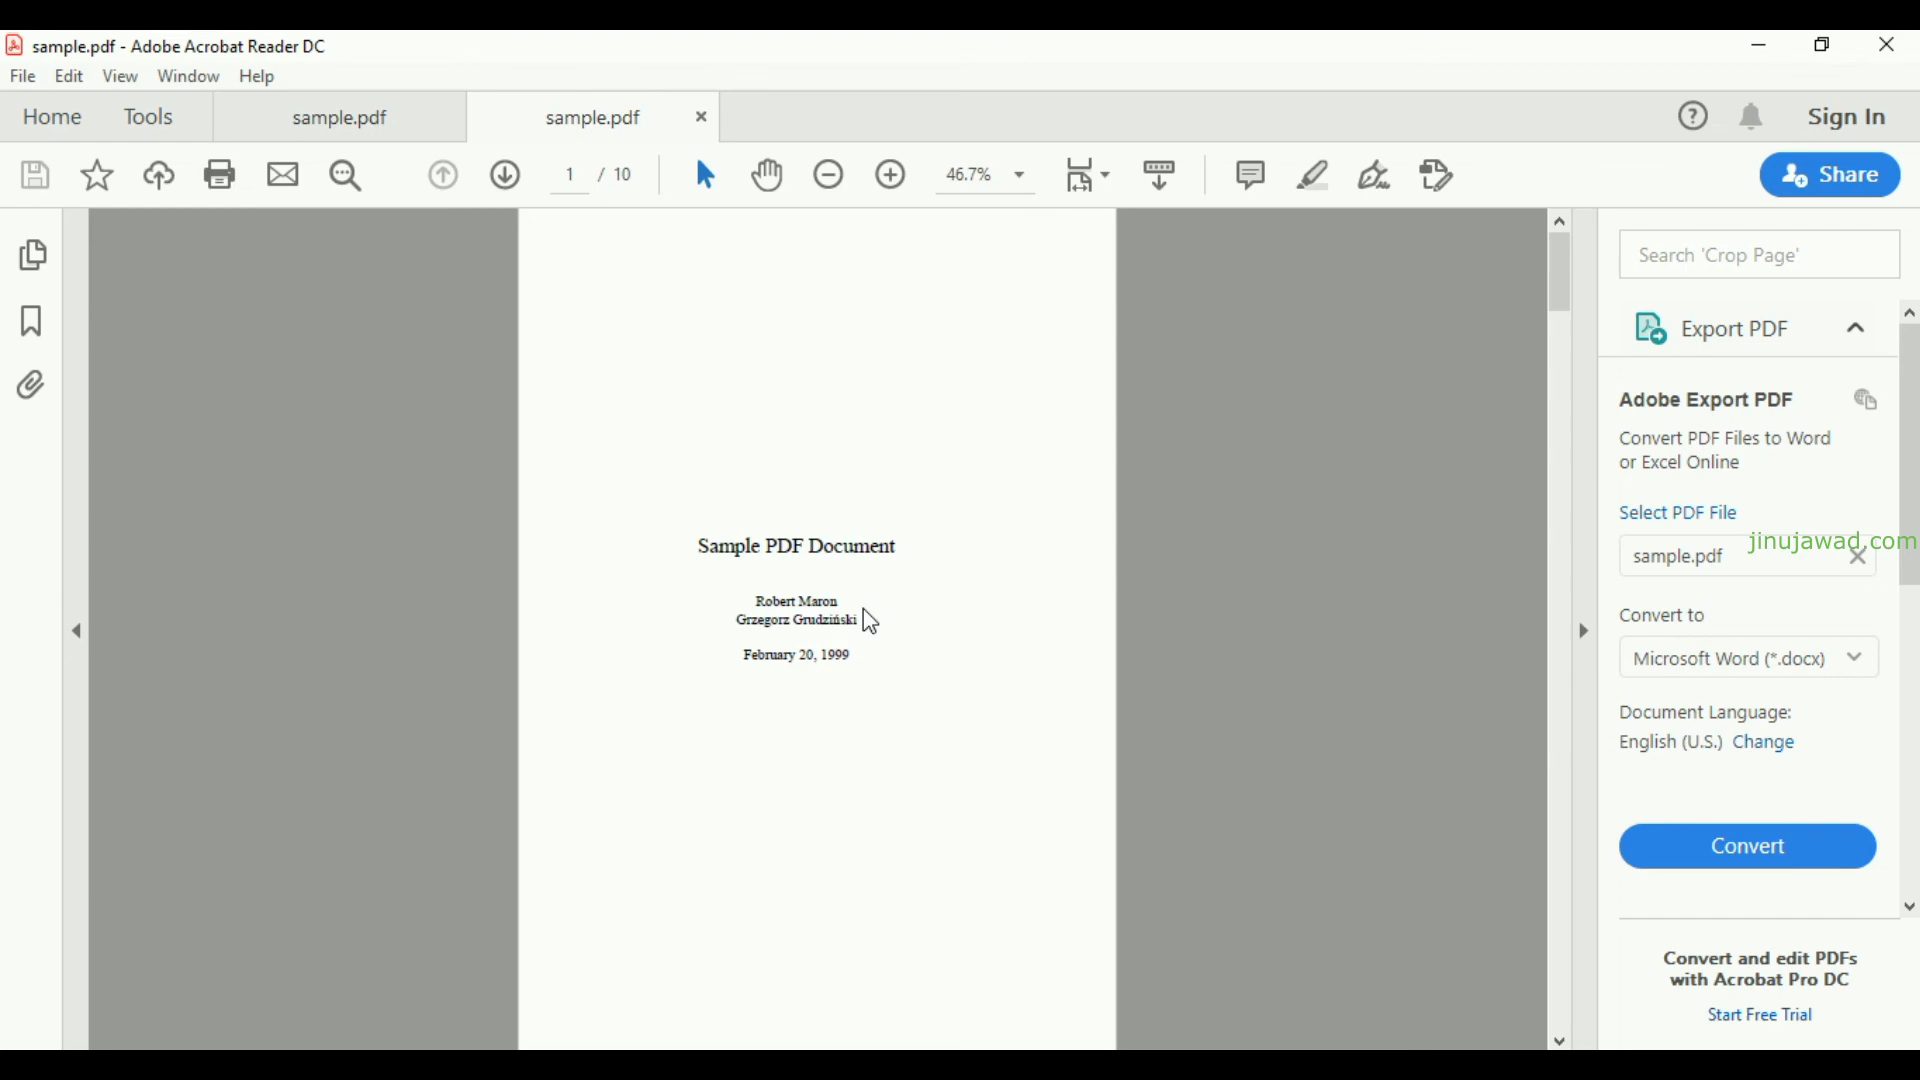 sample.pdf - Adobe Acrobat Reader DC
File Edit View Window Help
Home Tools sample.pdf sample.pdf Sign In
1 / 10 46.7% Share
Search 'Crop Page'
Export PDF
Adobe Export PDF
Convert PDF Files to Word
or Excel Online
Select PDF File
jinujawad.com
sample.pdf
Convert to
Microsoft Word (*.docx)
Document Language:
English (U.S.) Change
Convert
Convert and edit PDFs
with Acrobat Pro DC
Start Free Trial
Sample PDF Document
Robert Maron
Grzegorz Grudziński
February 20, 1999